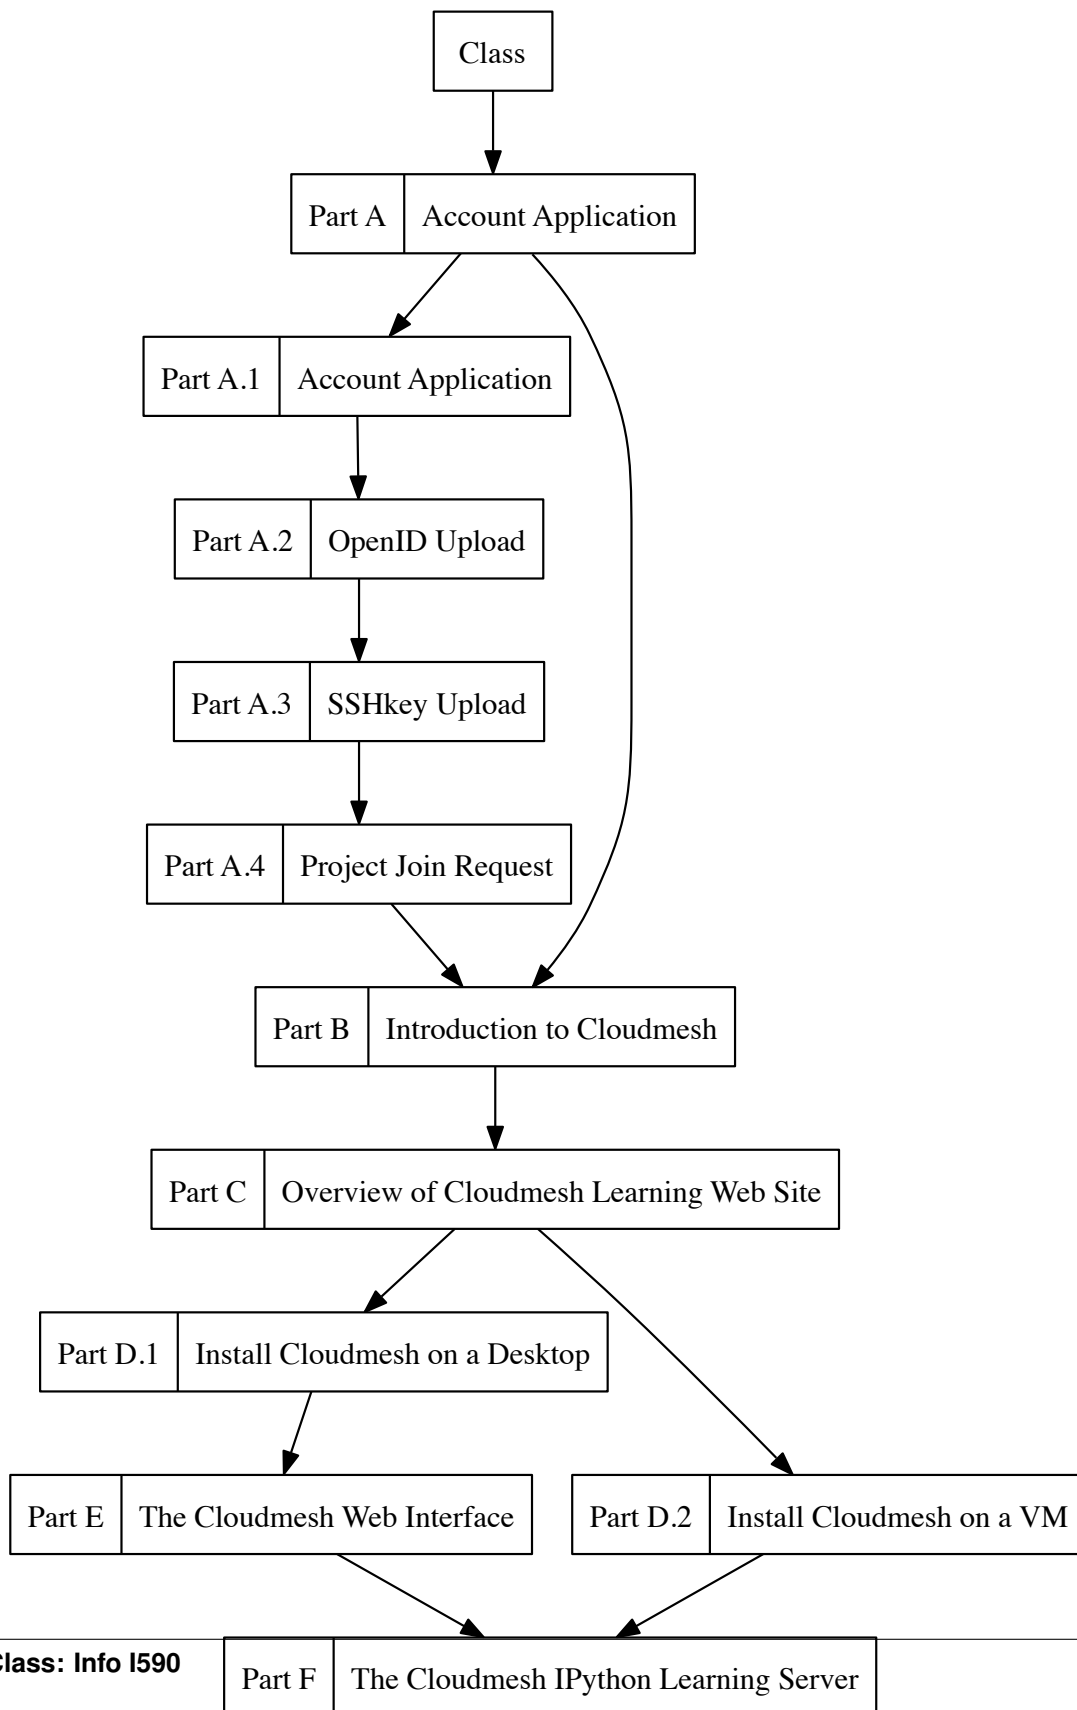 Class
Part A Account Application
Part A.1 Account Application
Part A.2 OpenID Upload
Part A.3 SSHkey Upload
Part A.4 Project Join Request
Part B Introduction to Cloudmesh
Part C Overview of Cloudmesh Learning Web Site
Part D.1 Install Cloudmesh on a Desktop
Part E The Cloudmesh Web Interface
Part D.2 Install Cloudmesh on a VM
Class: Info I590
Part F The Cloudmesh IPython Learning Server